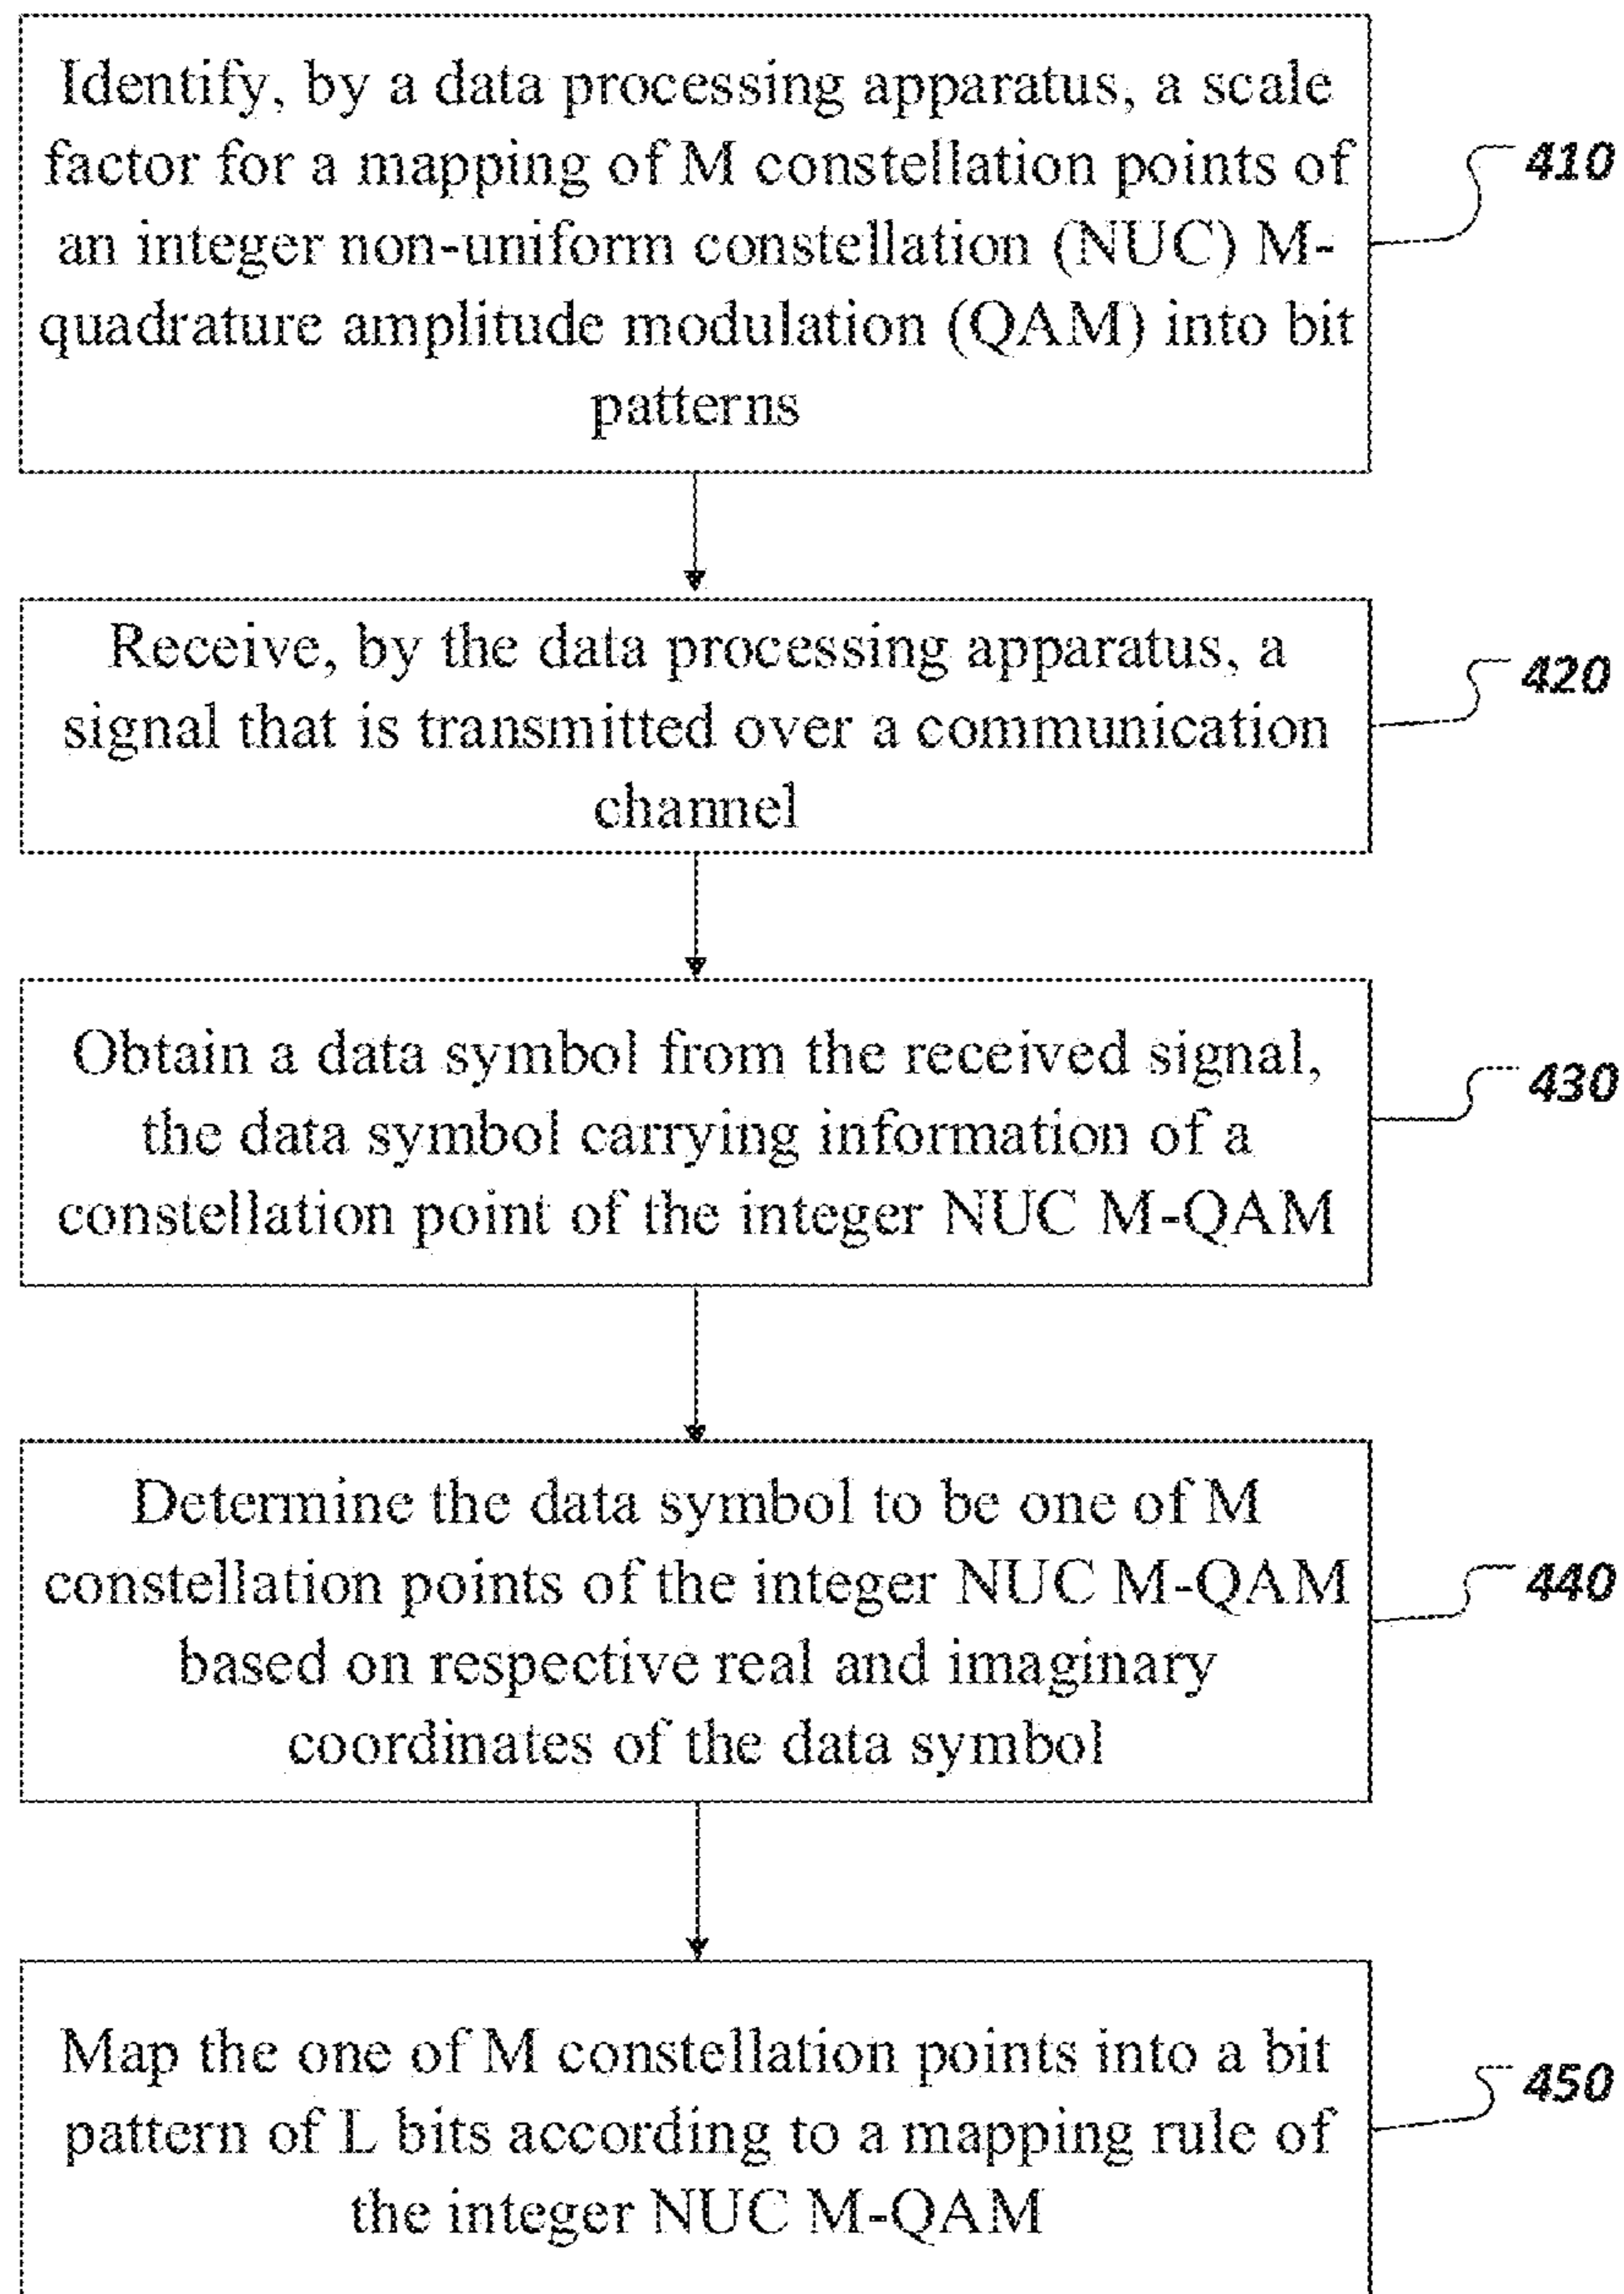 Identify, by a data processing apparatus, a scale
factor for a mapping of M constellation points of
an integer non-uniform constellation (NUC) M-
quadrature amplitude modulation (QAM) into bit
patterns
410
Receive, by the data processing apparatus, a
signal that is transmitted over a communication
channel
420
Obtain a data symbol from the received signal,
the data symbol carrying information of a
constellation point of the integer NUC M-QAM
430
Determine the data symbol to be one of M
constellation points of the integer NUC M-QAM
based on respective real and imaginary
coordinates of the data symbol
440
Map the one of M constellation points into a bit
pattern of L bits according to a mapping rule of
the integer NUC M-QAM
450